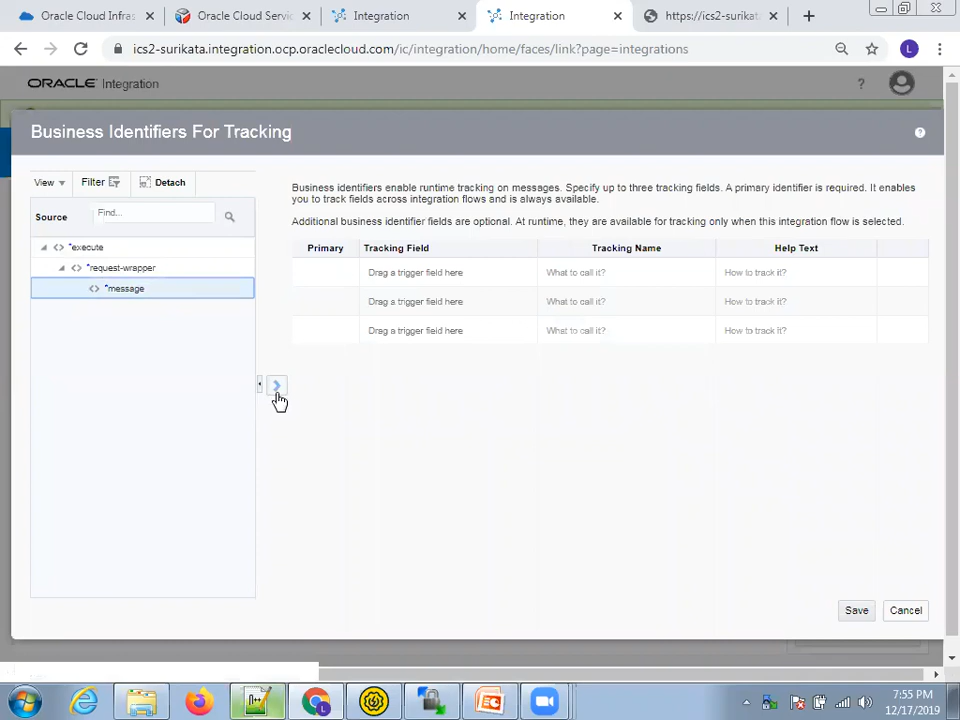 Oracle Cloud Infras
Oracle Cloud Servic
Integration
Integration
https://ics2-surikata
ics2-surikata.integration.ocp.oraclecloud.com/ic/integration/home/faces/link?page=integrations
L
ORACLE Integration
?
Business Identifiers For Tracking
?
View
Filter
Detach
Source
Find...
*execute
*request-wrapper
*message
Business identifiers enable runtime tracking on messages. Specify up to three tracking fields. A primary identifier is required. It enables
you to track fields across integration flows and is always available.
Additional business identifier fields are optional. At runtime, they are available for tracking only when this integration flow is selected.
Primary Tracking Field Tracking Name Help Text
Drag a trigger field here What to call it? How to track it?
Drag a trigger field here What to call it? How to track it?
Drag a trigger field here What to call it? How to track it?
Save
Cancel
7:55 PM
12/17/2019